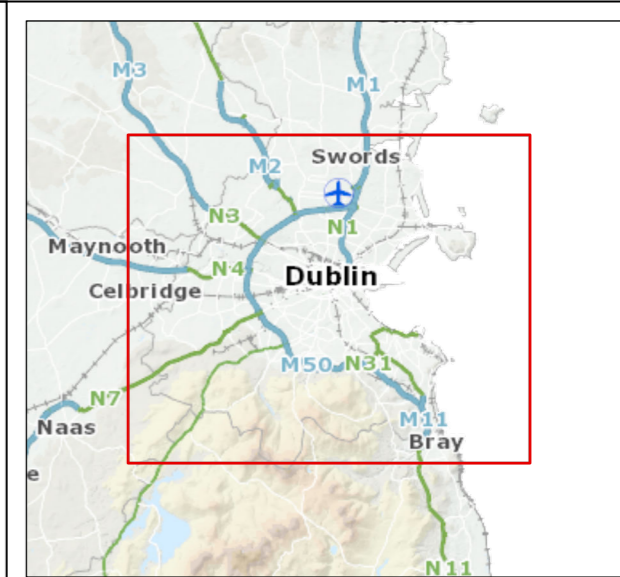 M3
M1
Swords
M2
N3
N1
Maynooth
N4
Dublin
Celbridge
M50
N31
N7
M11
Naas
Bray
e
N11